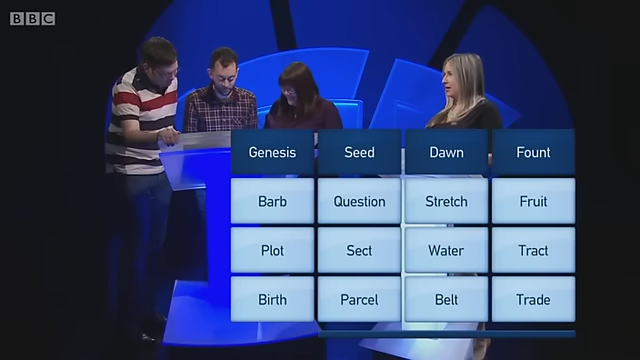 BBC
Genesis Seed Dawn Fount
Barb Question Stretch Fruit
Plot Sect Water Tract
Birth Parcel Belt Trade